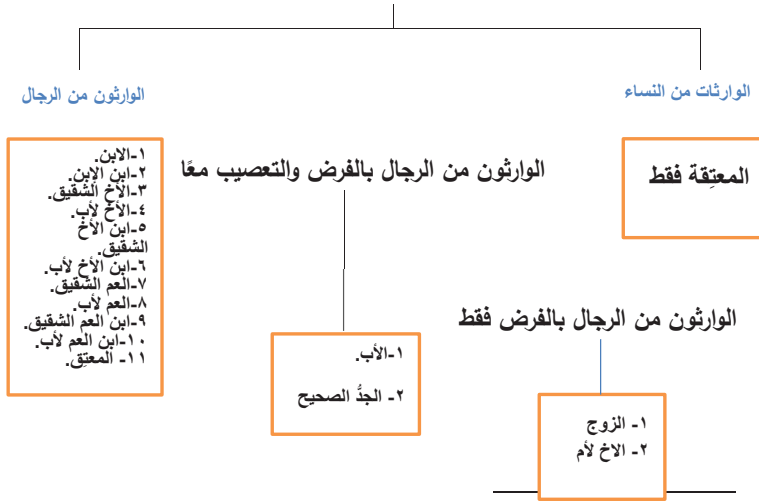 الوارثات من النساء
الوارثون من الرجال
المعتِقة فقط
١-الابن.
٢-ابن الإبن.
٣-الأخ الشقيق.
٤-الأخ لأب.
٥-ابن الأخ
الشقيق.
٦-ابن الأخ لأب.
٧-العم الشقيق.
٨-العم لأب.
٩-ابن العم الشقيق.
١٠-ابن العم لأب.
١١- المعتِق.
الوارثون من الرجال بالفرض والتعصيب معًا
١-الأب.
٢- الجدُّ الصحيح
الوارثون من الرجال بالفرض فقط
١- الزوج
٢- الاخ لأم